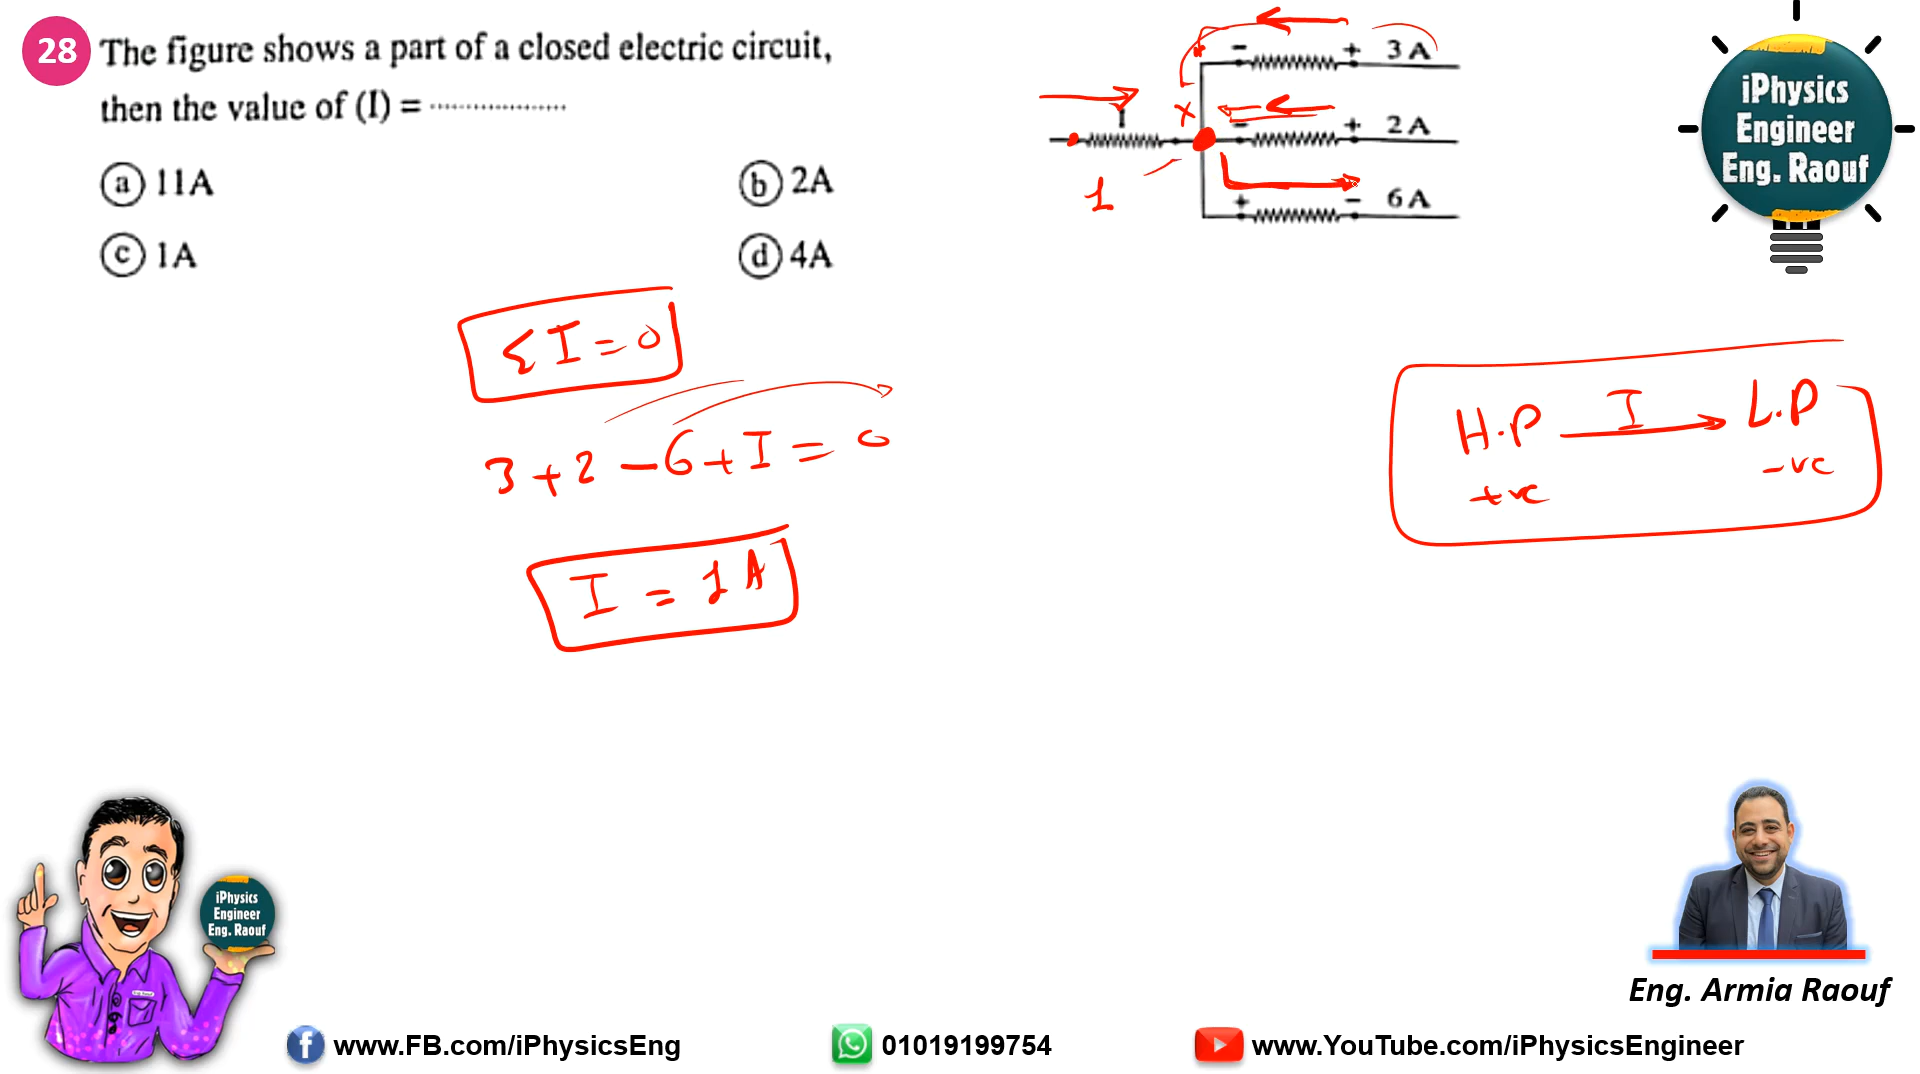 28 The figure shows a part of a closed electric circuit,
then the value of (I) = ....................
a 11A
b 2A
c 1A
d 4A
- + 3 A
I
X
- + 2 A
+ - 6 A
1
iPhysics
Engineer
Eng. Raouf
Σ I = 0
3 + 2 - 6 + I = 0
I = 1 A
H.P I L.P
+ve -ve
iPhysics
Engineer
Eng. Raouf
Eng. Armia Raouf
www.FB.com/iPhysicsEng
01019199754
www.YouTube.com/iPhysicsEngineer